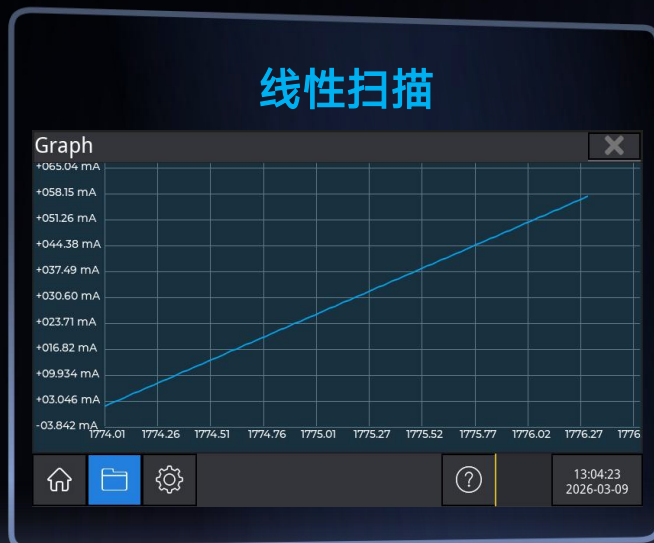 线性扫描
Graph
+065.04 mA
+058.15 mA
+051.26 mA
+044.38 mA
+037.49 mA
+030.60 mA
+023.71 mA
+016.82 mA
+09.934 mA
+03.046 mA
-03.842 mA
1774.01 1774.26 1774.51 1774.76 1775.01 1775.27 1775.52 1775.77 1776.02 1776.27 1776
13:04:23
2026-03-09